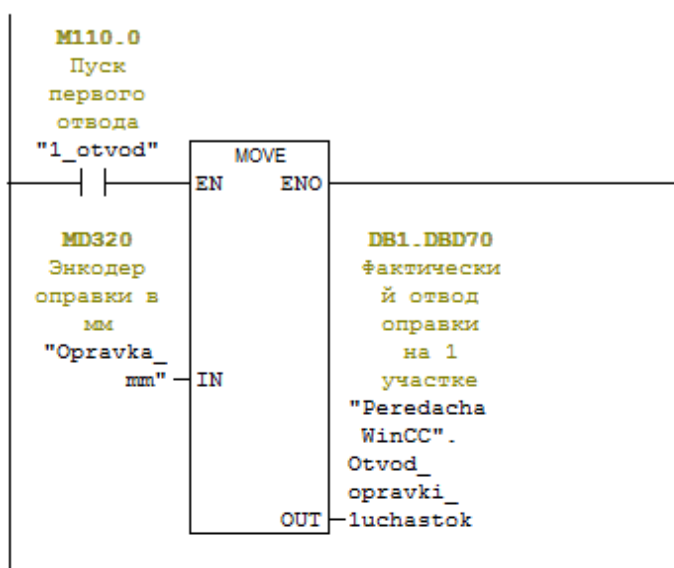 M110.0
Пуск
первого
отвода
"1_otvod"
MOVE
EN ENO
MD320
Энкодер
оправки в
мм
"Opravka_
mm"
IN
DB1.DBD70
Фактически
й отвод
оправки
на 1
участке
"Peredacha
WinCC".
Otvod_
opravki_
1uchastok
OUT